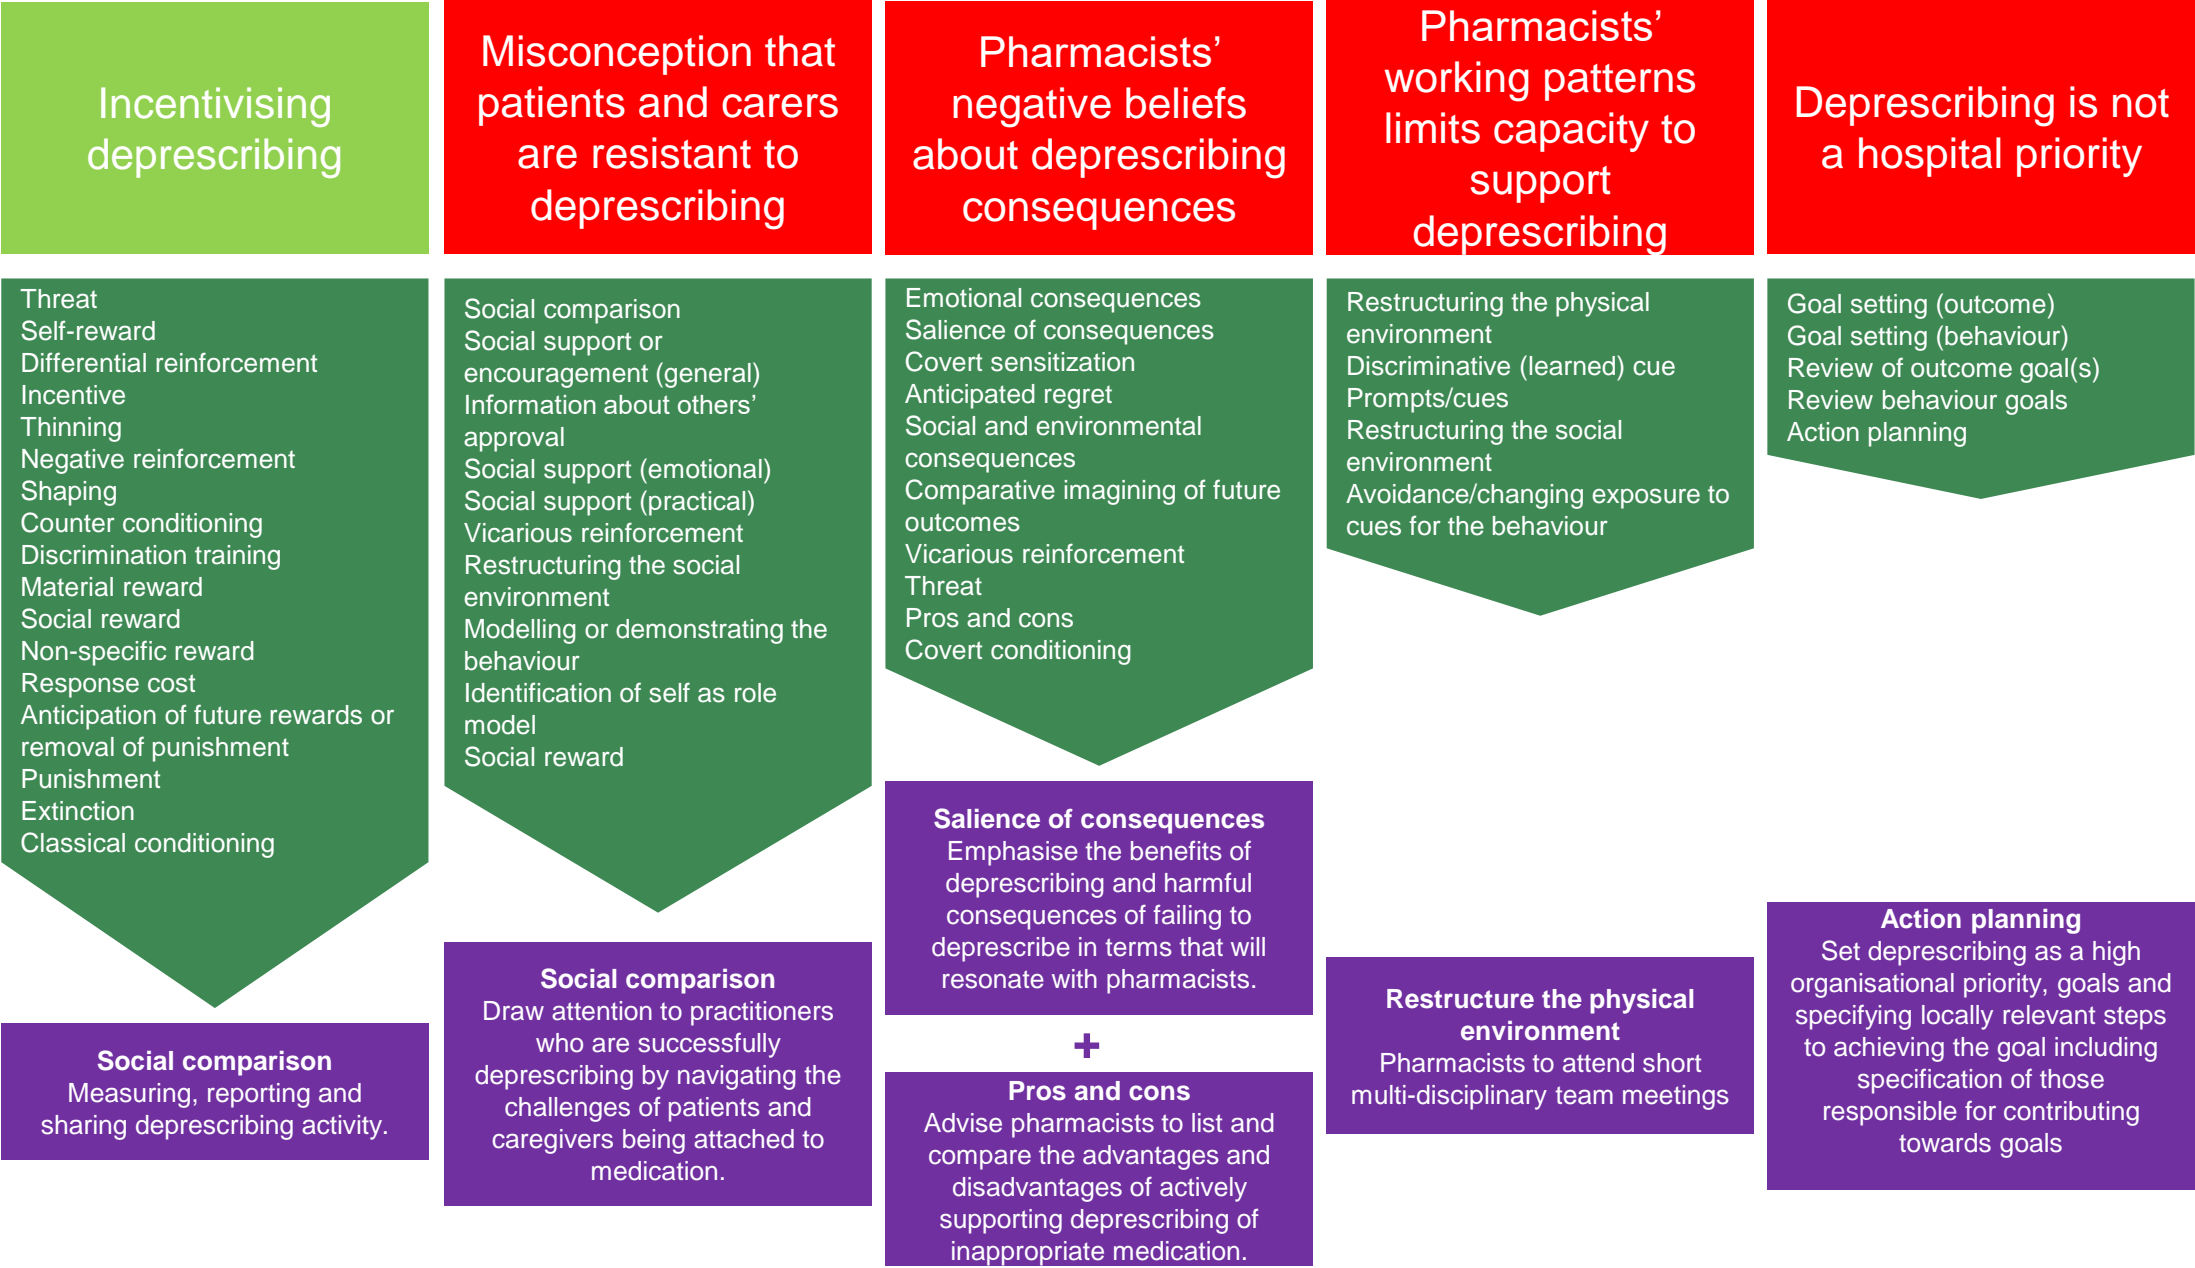 Incentivising
deprescribing
Misconception that
patients and carers
are resistant to
deprescribing
Pharmacists’
negative beliefs
about deprescribing
consequences
Pharmacists’
working patterns
limits capacity to
support
deprescribing
Deprescribing is not
a hospital priority
Threat
Self-reward
Differential reinforcement
Incentive
Thinning
Negative reinforcement
Shaping
Counter conditioning
Discrimination training
Material reward
Social reward
Non-specific reward
Response cost
Anticipation of future rewards or
removal of punishment
Punishment
Extinction
Classical conditioning
Social comparison
Social support or
encouragement (general)
Information about others’
approval
Social support (emotional)
Social support (practical)
Vicarious reinforcement
Restructuring the social
environment
Modelling or demonstrating the
behaviour
Identification of self as role
model
Social reward
Emotional consequences
Salience of consequences
Covert sensitization
Anticipated regret
Social and environmental
consequences
Comparative imagining of future
outcomes
Vicarious reinforcement
Threat
Pros and cons
Covert conditioning
Restructuring the physical
environment
Discriminative (learned) cue
Prompts/cues
Restructuring the social
environment
Avoidance/changing exposure to
cues for the behaviour
Goal setting (outcome)
Goal setting (behaviour)
Review of outcome goal(s)
Review behaviour goals
Action planning
Social comparison
Measuring, reporting and
sharing deprescribing activity.
Social comparison
Draw attention to practitioners
who are successfully
deprescribing by navigating the
challenges of patients and
caregivers being attached to
medication.
Salience of consequences
Emphasise the benefits of
deprescribing and harmful
consequences of failing to
deprescribe in terms that will
resonate with pharmacists.
+
Pros and cons
Advise pharmacists to list and
compare the advantages and
disadvantages of actively
supporting deprescribing of
inappropriate medication.
Restructure the physical
environment
Pharmacists to attend short
multi-disciplinary team meetings
Action planning
Set deprescribing as a high
organisational priority, goals and
specifying locally relevant steps
to achieving the goal including
specification of those
responsible for contributing
towards goals